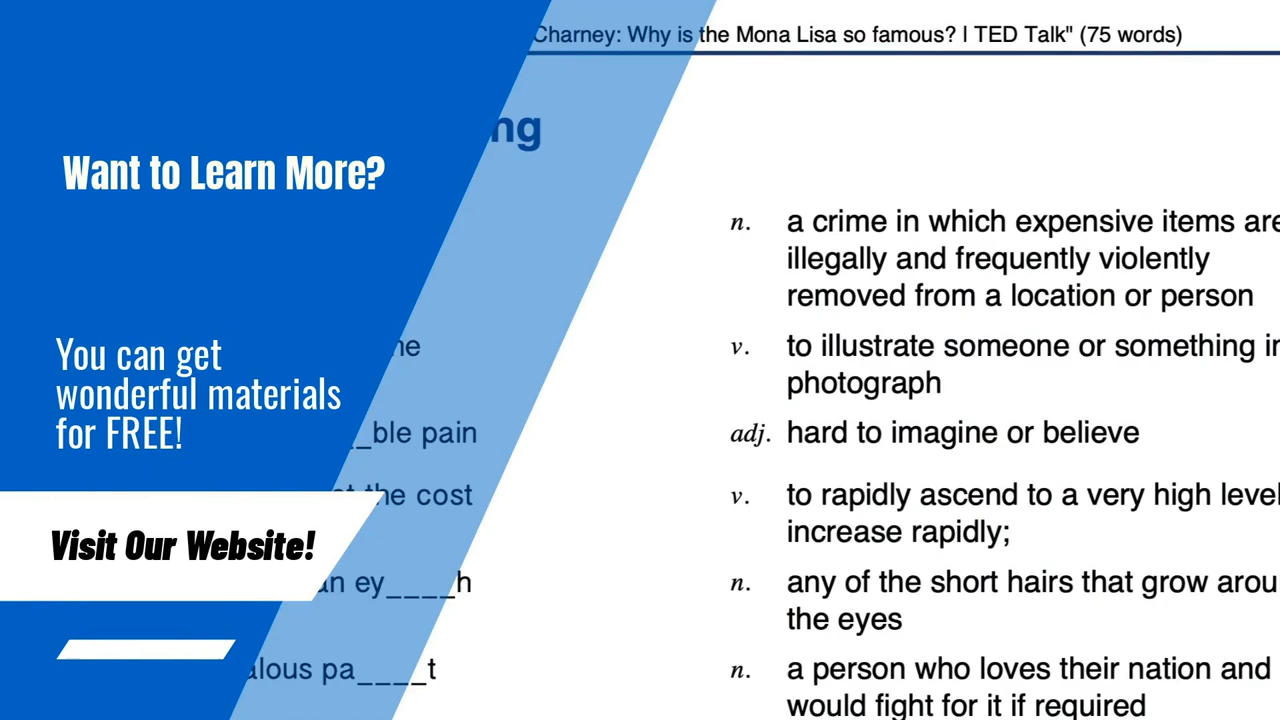 Charney: Why is the Mona Lisa so famous? | TED Talk" (75 words)
ng
Want to Learn More?
You can get
wonderful materials
for FREE!
Visit Our Website!
he
_ble pain
at the cost
an ey____h
alous pa____t
n. a crime in which expensive items are
illegally and frequently violently
removed from a location or person
v. to illustrate someone or something in
photograph
adj. hard to imagine or believe
v. to rapidly ascend to a very high level
increase rapidly;
n. any of the short hairs that grow arou
the eyes
n. a person who loves their nation and
would fight for it if required